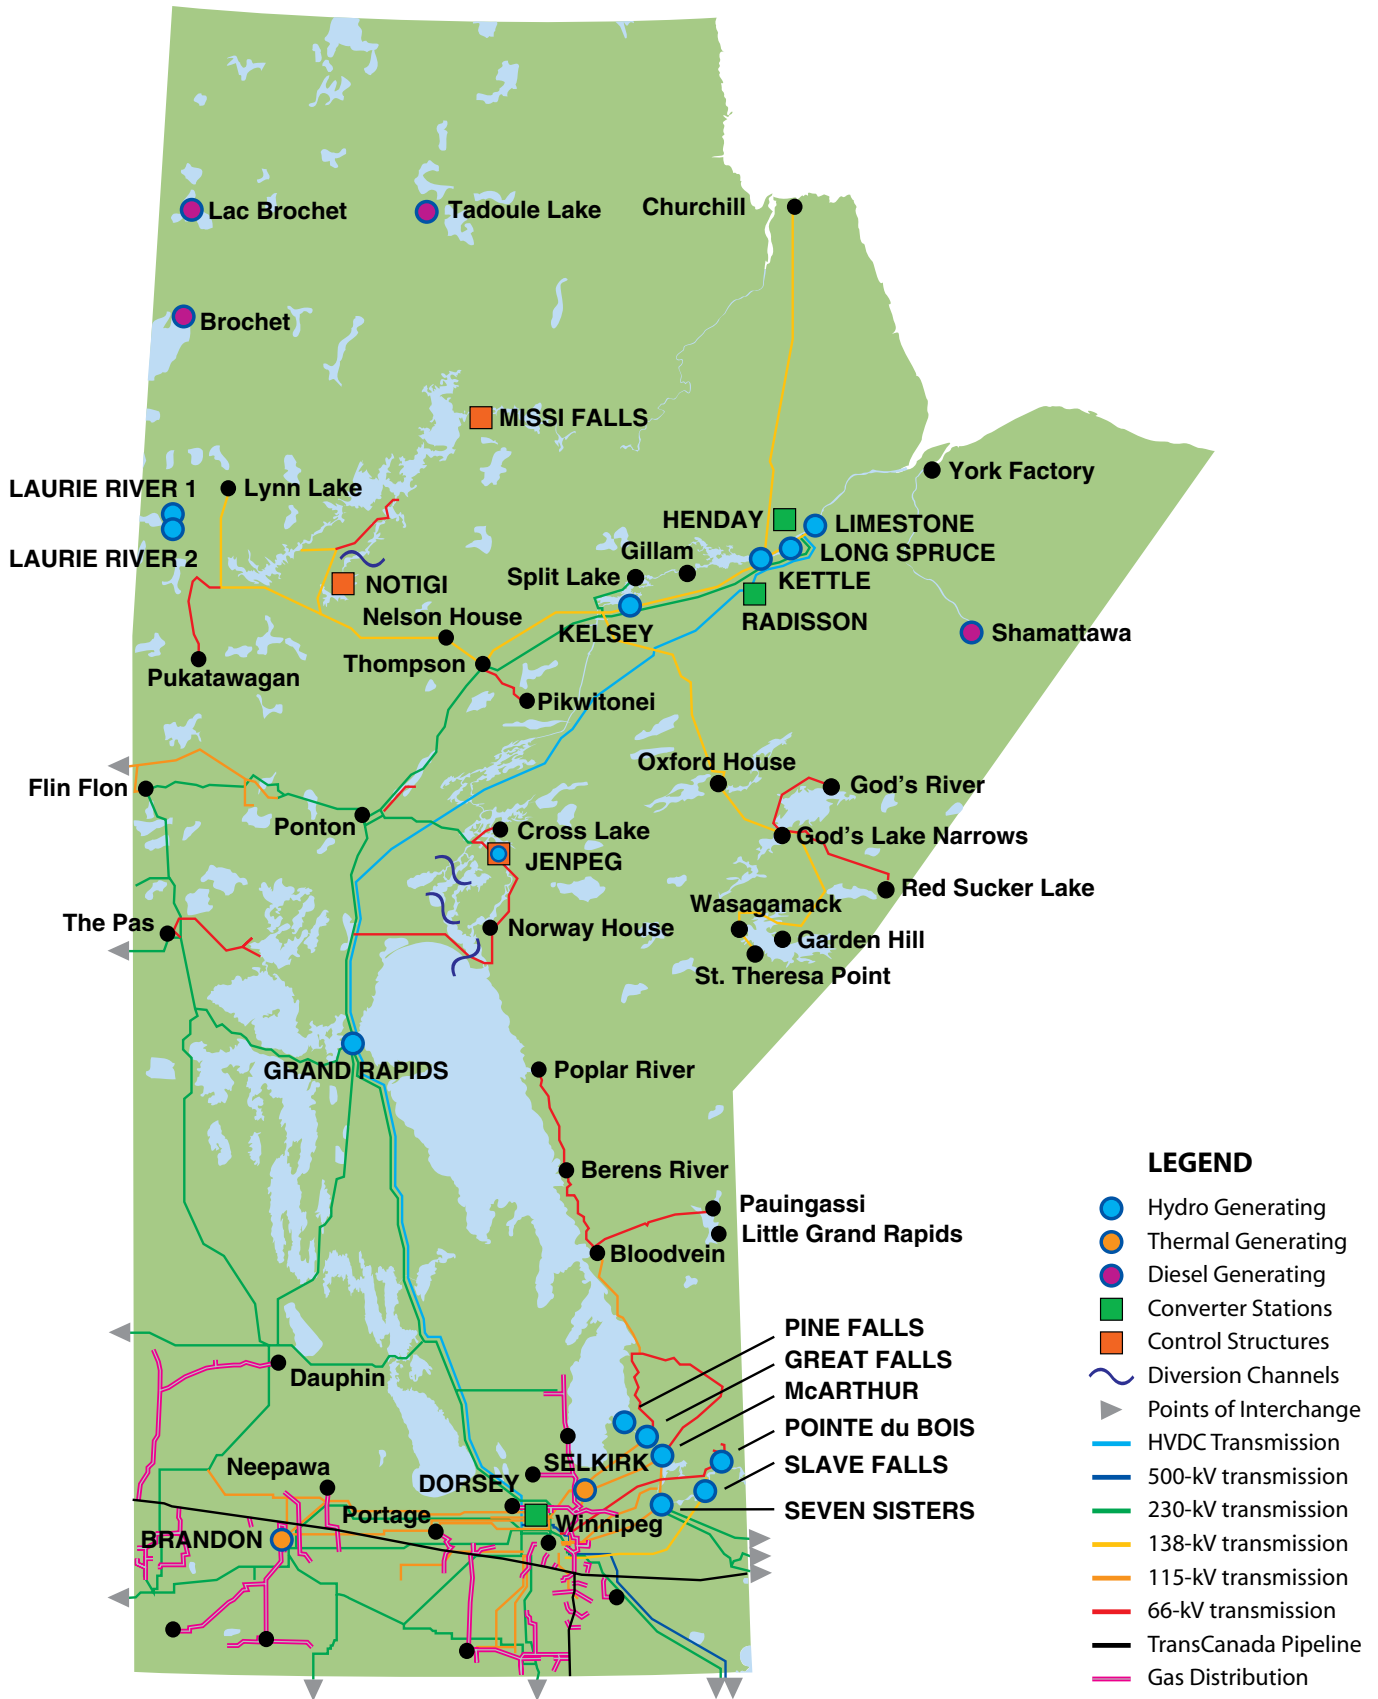 Lac Brochet
Tadoule Lake
Churchill
Brochet
MISSI FALLS
York Factory
LAURIE RIVER 1
Lynn Lake
HENDAY
LIMESTONE
LAURIE RIVER 2
Gillam
LONG SPRUCE
Split Lake
KETTLE
NOTIGI
Nelson House
KELSEY
RADISSON
Shamattawa
Thompson
Pukatawagan
Pikwitonei
Oxford House
Flin Flon
God's River
Ponton
Cross Lake
God's Lake Narrows
JENPEG
Red Sucker Lake
Wasagamack
The Pas
Norway House
Garden Hill
St. Theresa Point
GRAND RAPIDS
Poplar River
Berens River
Pauingassi
Little Grand Rapids
Bloodvein
PINE FALLS
GREAT FALLS
Dauphin
McARTHUR
POINTE du BOIS
Neepawa
SELKIRK
SLAVE FALLS
DORSEY
Portage
Winnipeg
SEVEN SISTERS
BRANDON
LEGEND
Hydro Generating
Thermal Generating
Diesel Generating
Converter Stations
Control Structures
Diversion Channels
Points of Interchange
HVDC Transmission
500-kV transmission
230-kV transmission
138-kV transmission
115-kV transmission
66-kV transmission
TransCanada Pipeline
Gas Distribution